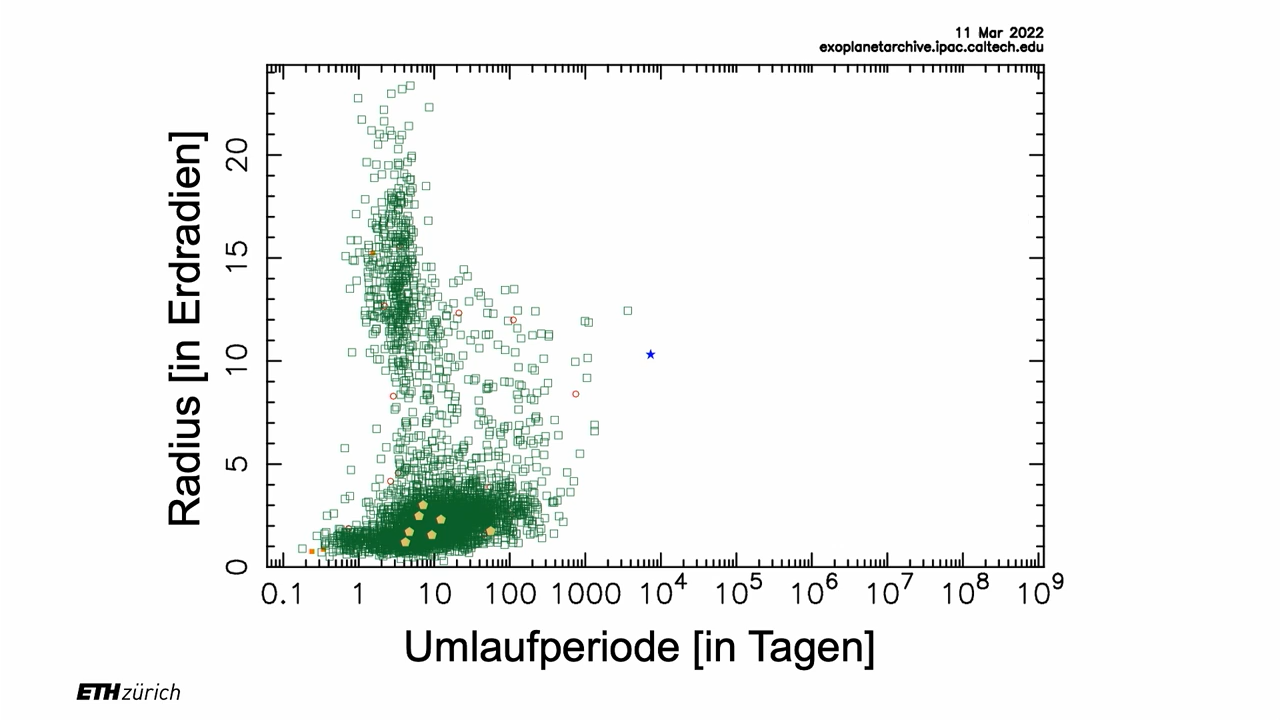 11 Mar 2022
exoplanetarchive.ipac.caltech.edu
Radius [in Erdradien]
20
15
10
5
0
0.1 1 10 100 1000 10⁴ 10⁵ 10⁶ 10⁷ 10⁸ 10⁹
Umlaufperiode [in Tagen]
ETH zürich